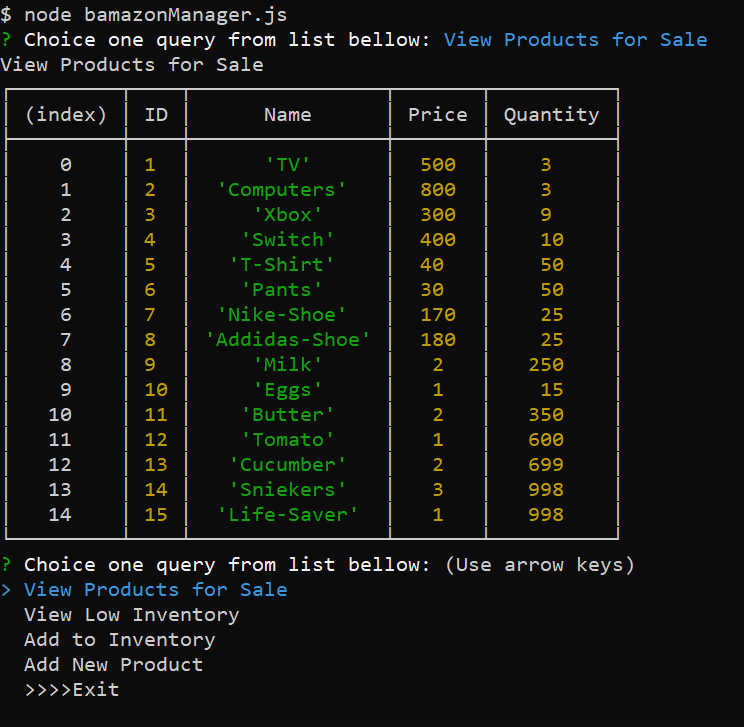 $ node bamazonManager.js
? Choice one query from list bellow: View Products for Sale
View Products for Sale
(index) ID Name Price Quantity
0 1 'TV' 500 3
1 2 'Computers' 800 3
2 3 'Xbox' 300 9
3 4 'Switch' 400 10
4 5 'T-Shirt' 40 50
5 6 'Pants' 30 50
6 7 'Nike-Shoe' 170 25
7 8 'Addidas-Shoe' 180 25
8 9 'Milk' 2 250
9 10 'Eggs' 1 15
10 11 'Butter' 2 350
11 12 'Tomato' 1 600
12 13 'Cucumber' 2 699
13 14 'Sniekers' 3 998
14 15 'Life-Saver' 1 998
? Choice one query from list bellow: (Use arrow keys)
> View Products for Sale
View Low Inventory
Add to Inventory
Add New Product
>>>>Exit